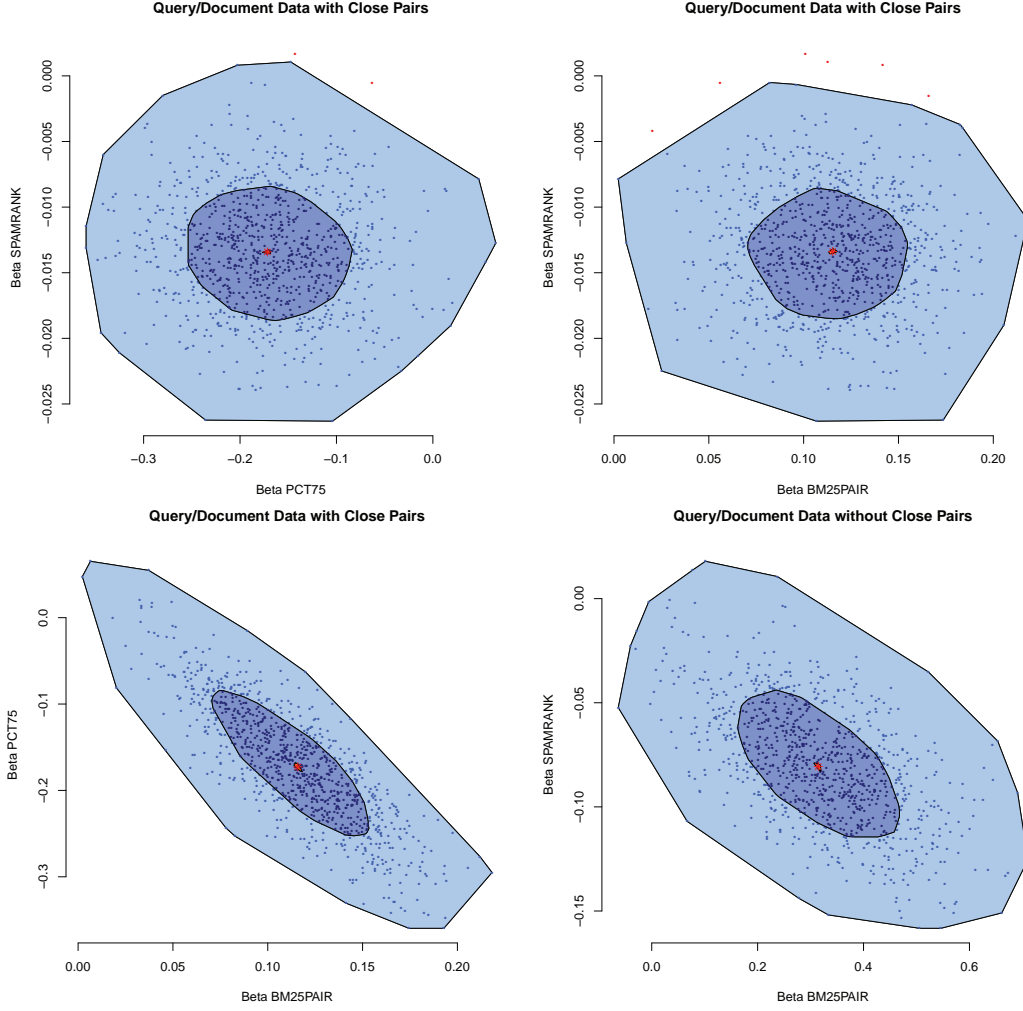 Query/Document Data with Close Pairs
Beta SPAMRANK
0.000
−0.005
−0.010
−0.015
−0.020
−0.025
−0.3 −0.2 −0.1 0.0
Beta PCT75
Query/Document Data with Close Pairs
Beta SPAMRANK
0.000
−0.005
−0.010
−0.015
−0.020
−0.025
0.00 0.05 0.10 0.15 0.20
Beta BM25PAIR
Query/Document Data with Close Pairs
Beta PCT75
0.0
−0.1
−0.2
−0.3
0.00 0.05 0.10 0.15 0.20
Beta BM25PAIR
Query/Document Data without Close Pairs
Beta SPAMRANK
0.00
−0.05
−0.10
−0.15
0.0 0.2 0.4 0.6
Beta BM25PAIR